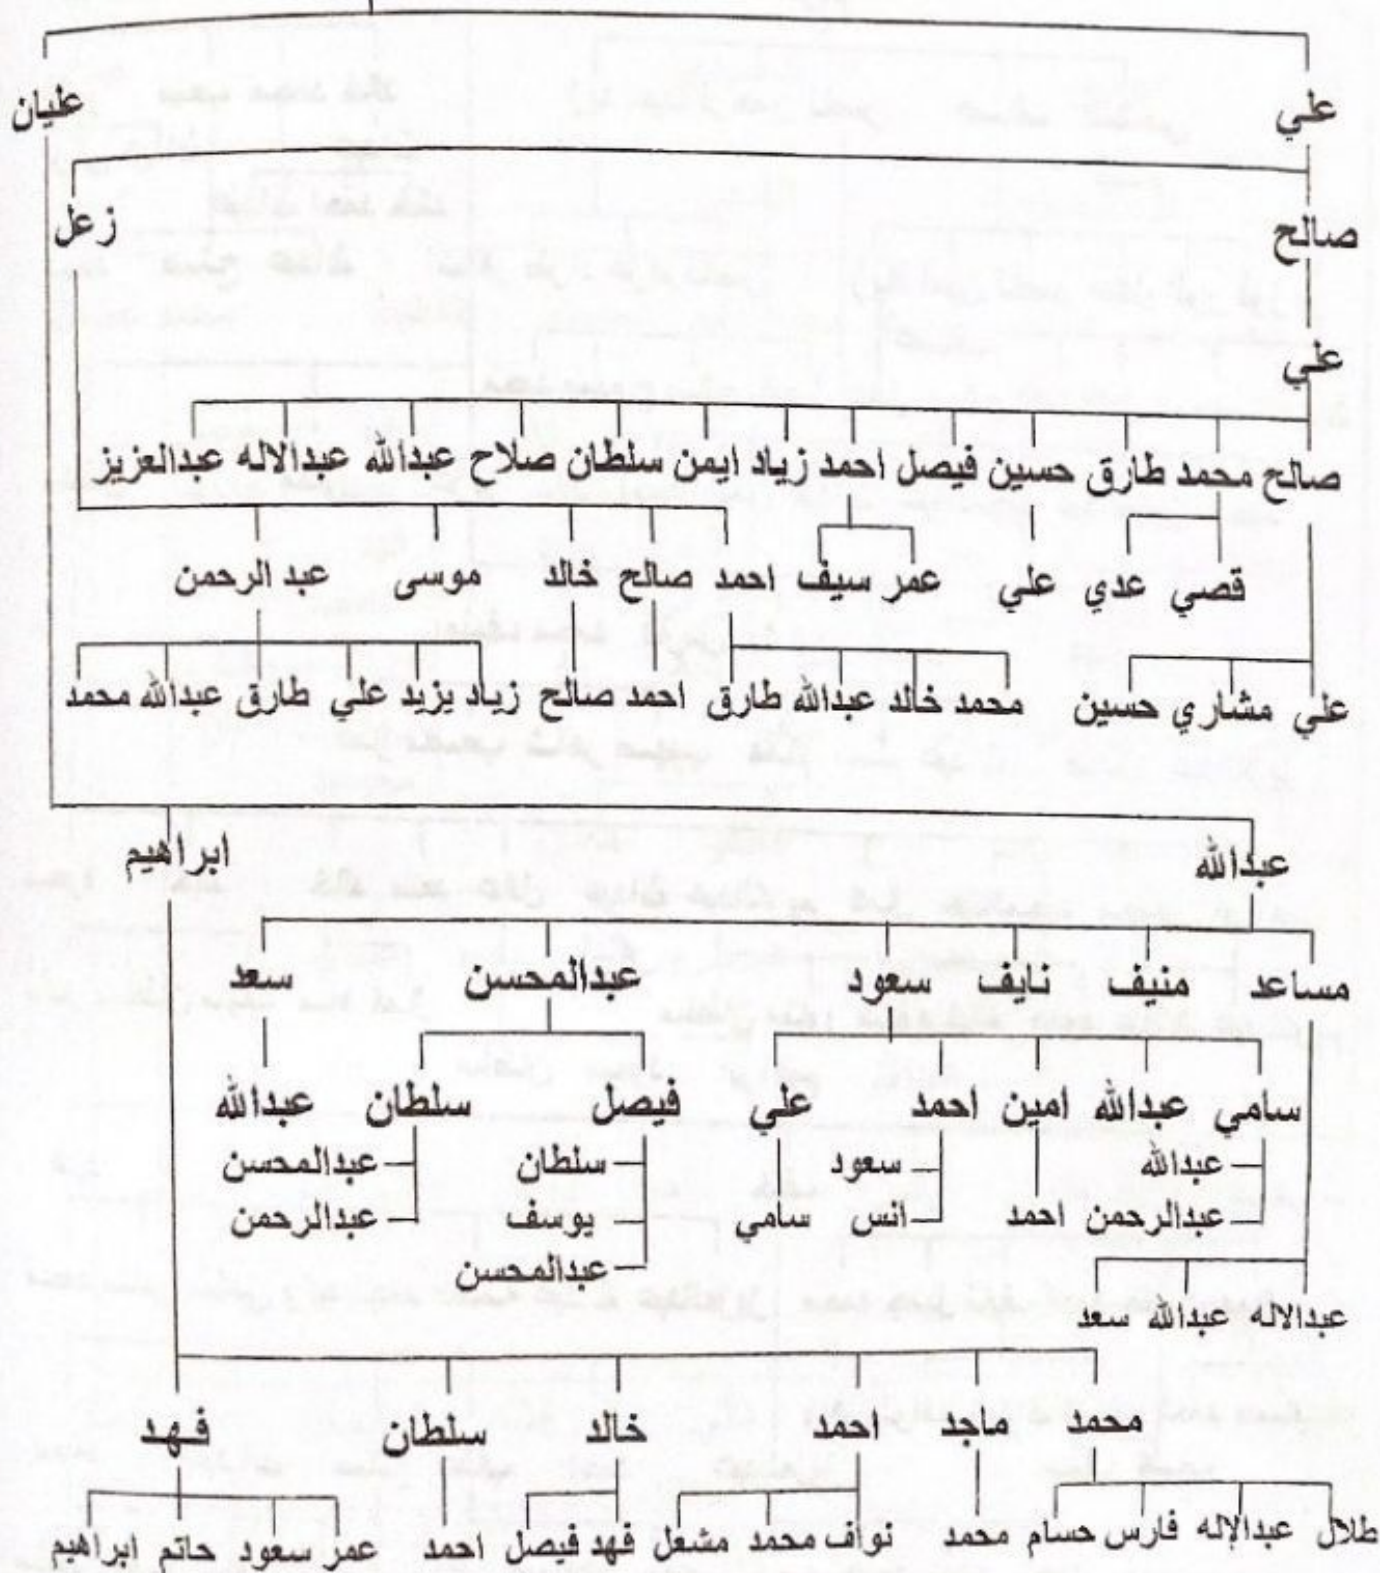 علي عليان
صالح زعل
علي
صالح محمد طارق حسين فيصل احمد زياد ايمن سلطان صلاح عبدالله عبدالاله عبدالعزيز
قصي عدي علي عمر سيف احمد صالح خالد موسى عبد الرحمن
علي مشاري حسين محمد خالد عبدالله طارق احمد صالح زياد يزيد علي طارق عبدالله محمد
عبدالله ابراهيم
مساعد منيف نايف سعود عبدالمحسن سعد
سامي عبدالله امين احمد علي فيصل سلطان عبدالله
عبدالله سعود سلطان عبدالمحسن
عبدالرحمن احمد انس سامي يوسف عبدالرحمن
عبدالمحسن
عبدالاله عبدالله سعد
محمد ماجد احمد خالد سلطان فهد
طلال عبدالإله فارس حسام محمد نواف محمد مشعل فهد فيصل احمد عمر سعود حاتم ابراهيم